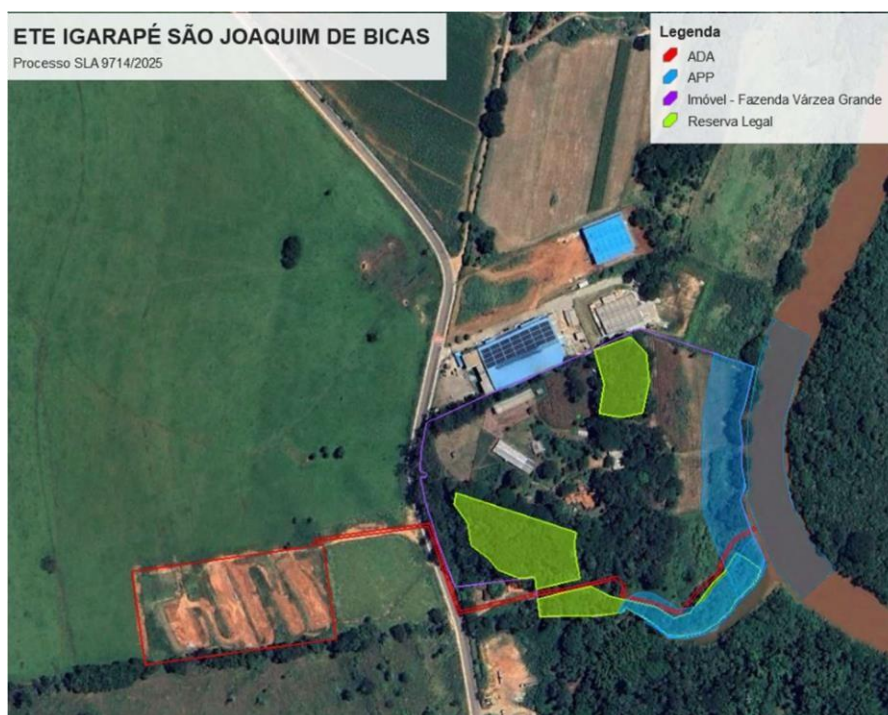 ETE IGARAPÉ SÃO JOAQUIM DE BICAS
Processo SLA 9714/2025
Legenda
ADA
APP
Imóvel - Fazenda Várzea Grande
Reserva Legal